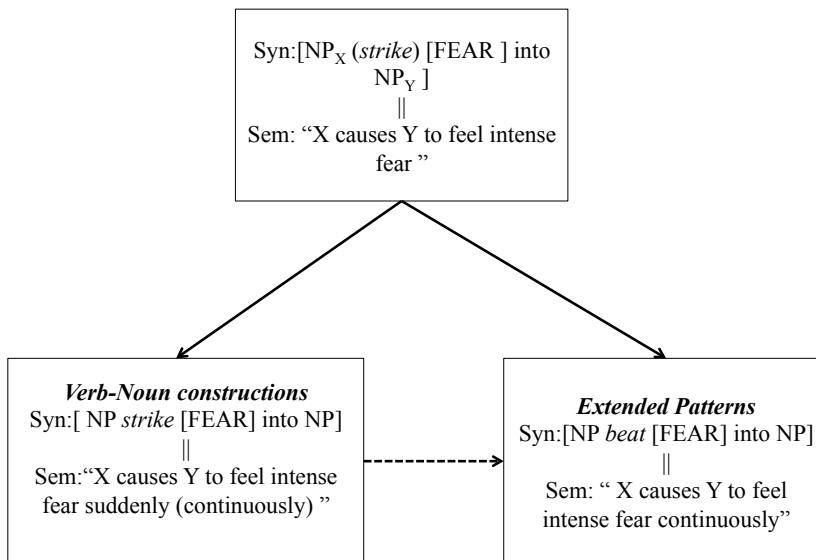 Syn:[NPX (strike) [FEAR ] into
NPY ]
||
Sem: “X causes Y to feel intense
fear ”
Verb-Noun constructions
Syn:[ NP strike [FEAR] into NP]
||
Sem:“X causes Y to feel intense
fear suddenly (continuously) ”
Extended Patterns
Syn:[NP beat [FEAR] into NP]
||
Sem: “ X causes Y to feel
intense fear continuously”